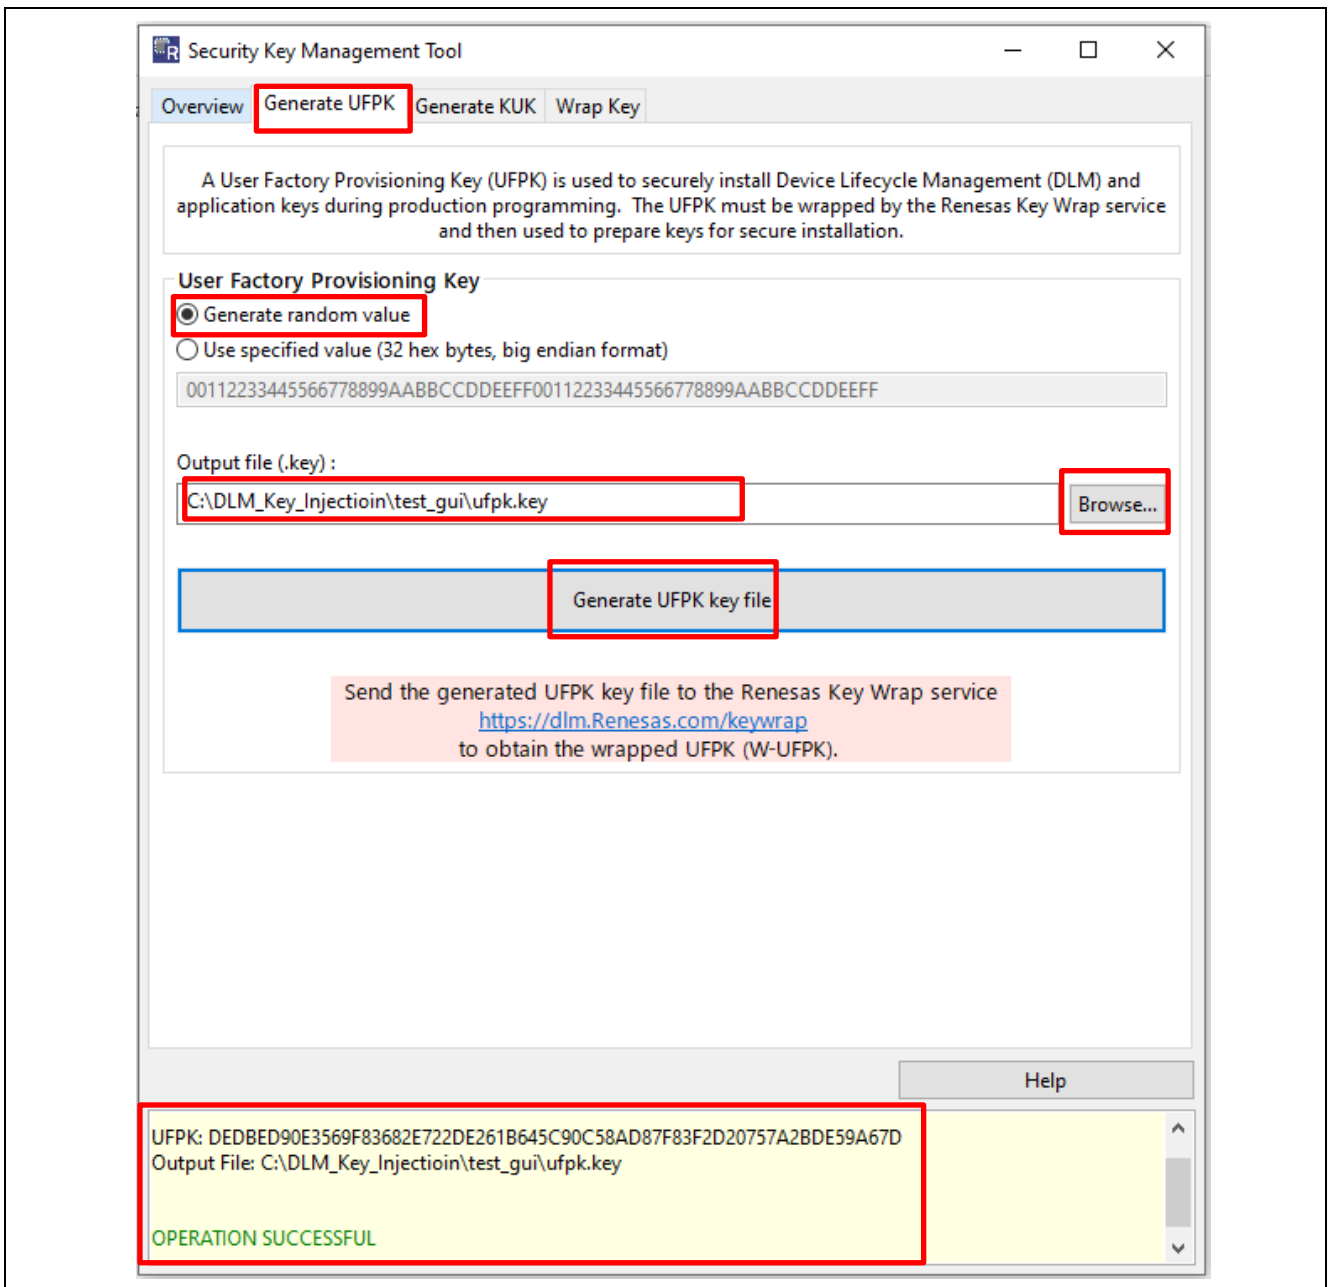 Security Key Management Tool
Overview Generate UFPK Generate KUK Wrap Key
A User Factory Provisioning Key (UFPK) is used to securely install Device Lifecycle Management (DLM) and
application keys during production programming. The UFPK must be wrapped by the Renesas Key Wrap service
and then used to prepare keys for secure installation.
User Factory Provisioning Key
Generate random value
Use specified value (32 hex bytes, big endian format)
00112233445566778899AABBCCDDEEFF00112233445566778899AABBCCDDEEFF
Output file (.key) :
C:\DLM_Key_Injectioin\test_gui\ufpk.key
Browse...
Generate UFPK key file
Send the generated UFPK key file to the Renesas Key Wrap service
https://dlm.Renesas.com/keywrap
to obtain the wrapped UFPK (W-UFPK).
Help
UFPK: DEDBED90E3569F83682E722DE261B645C90C58AD87F83F2D20757A2BDE59A67D
Output File: C:\DLM_Key_Injectioin\test_gui\ufpk.key
OPERATION SUCCESSFUL